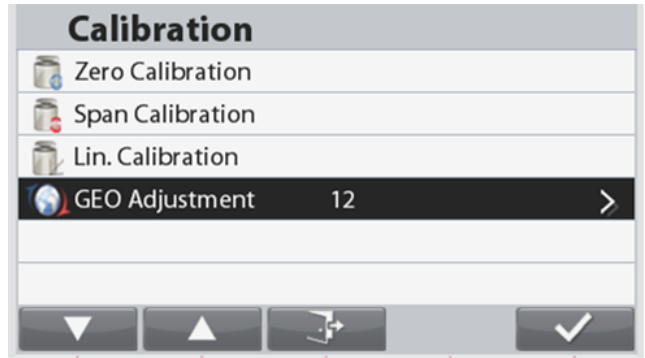 Calibration
Zero Calibration
Span Calibration
Lin. Calibration
GEO Adjustment 12